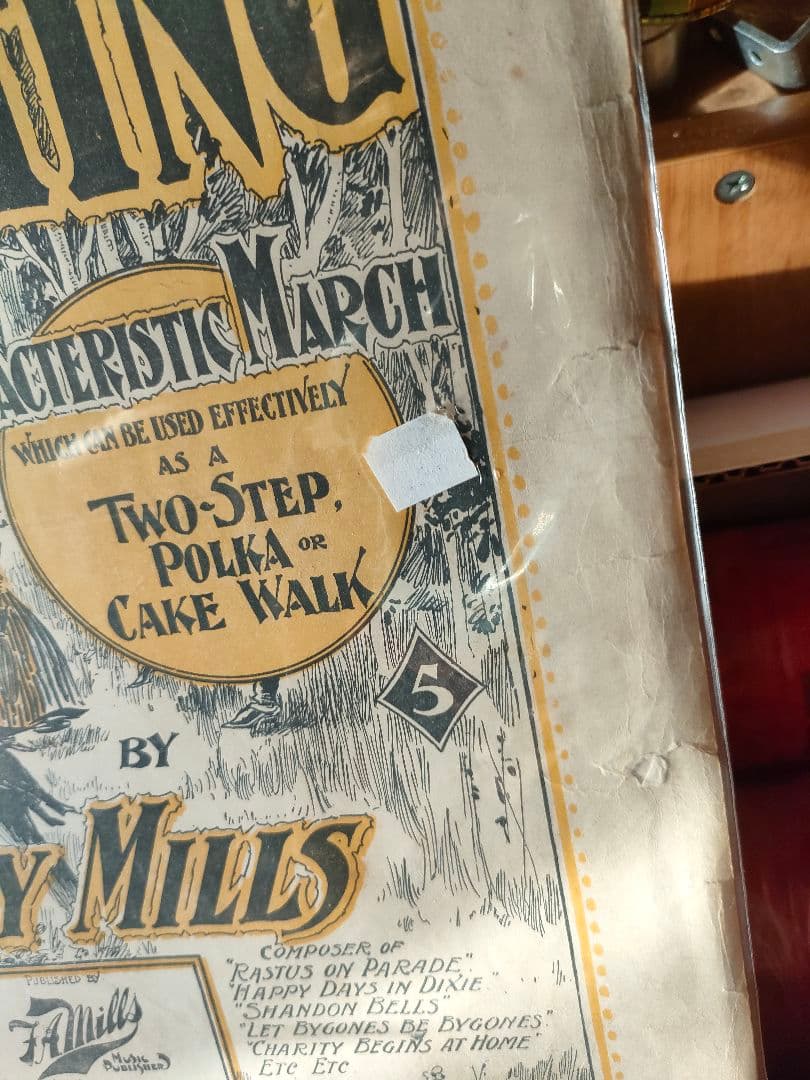 TING
ACTERISTIC MARCH
WHICH CAN BE USED EFFECTIVELY
AS A
TWO-STEP,
POLKA OR
CAKE WALK
5
BY
Y MILLS
COMPOSER OF
"RASTUS ON PARADE".
"HAPPY DAYS IN DIXIE"
"SHANDON BELLS"
"LET BYGONES BE BYGONES."
"CHARITY BEGINS AT HOME"
ETC ETC
PUBLISHED BY
F.A. Mills
MUSIC
PUBLISHER